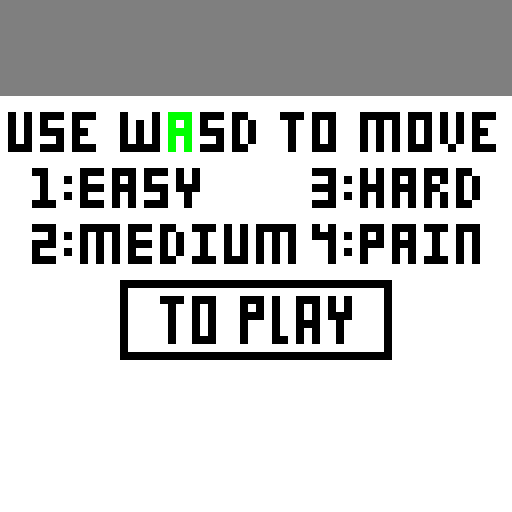 USE WASD TO MOVE
1:EASY 3:HARD
2:MEDIUM 4:PAIN
TO PLAY